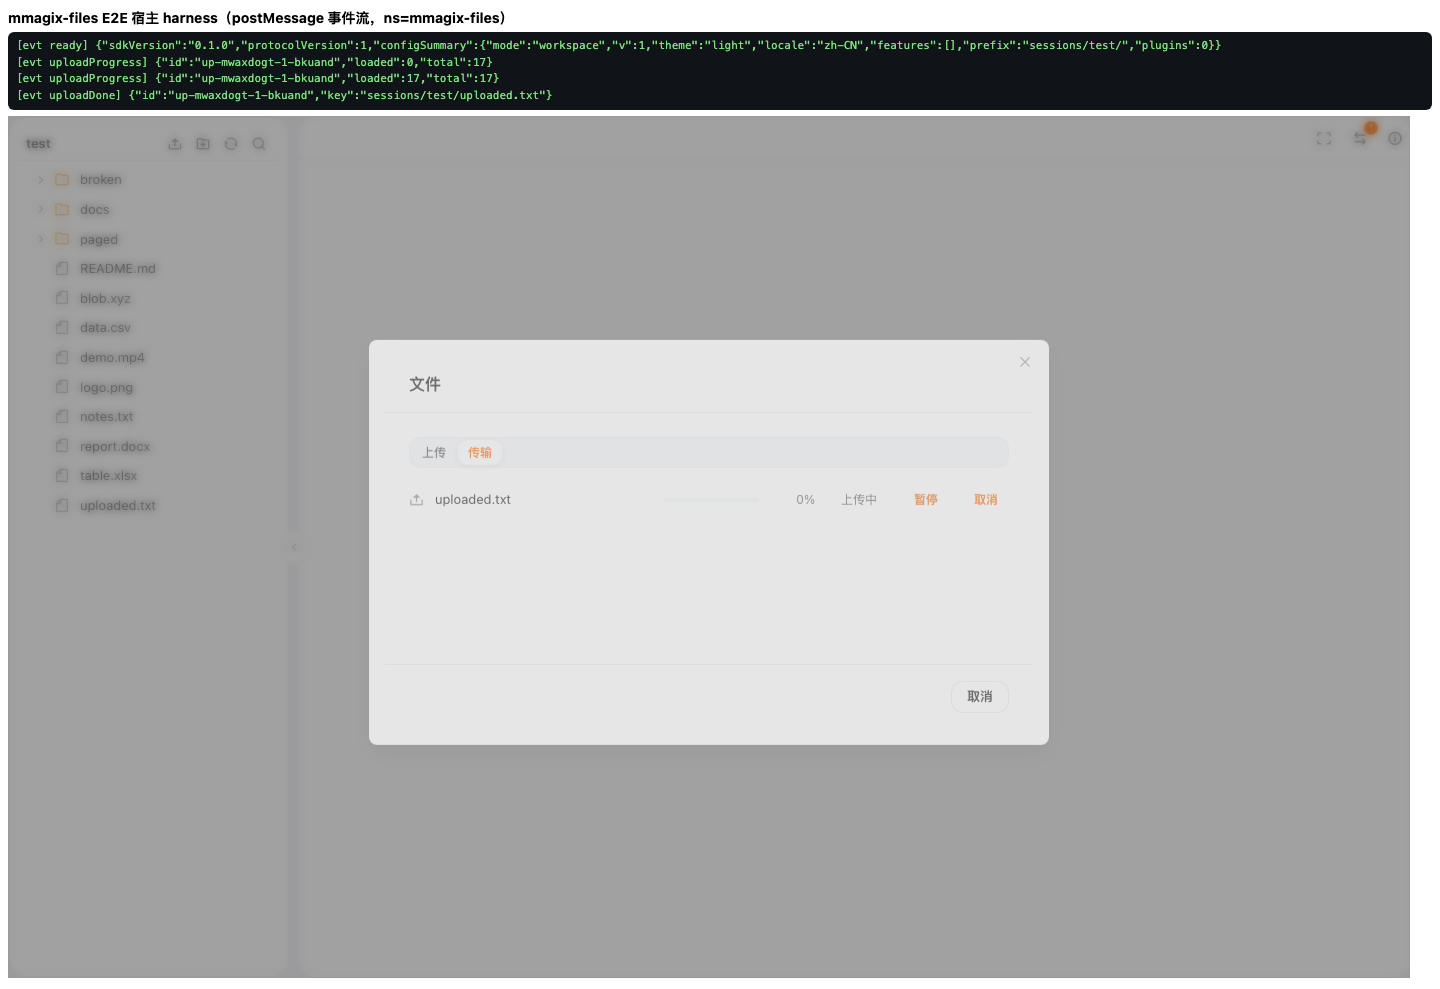 mmagix-files E2E 宿主 harness（postMessage 事件流，ns=mmagix-files）
[evt ready] {"sdkVersion":"0.1.0","protocolVersion":1,"configSummary":{"mode":"workspace","v":1,"theme":"light","locale":"zh-CN","features":[],"prefix":"sessions/test/","plugins":0}}
[evt uploadProgress] {"id":"up-mwaxdogt-1-bkuand","loaded":0,"total":17}
[evt uploadProgress] {"id":"up-mwaxdogt-1-bkuand","loaded":17,"total":17}
[evt uploadDone] {"id":"up-mwaxdogt-1-bkuand","key":"sessions/test/uploaded.txt"}
test
broken
docs
paged
README.md
blob.xyz
data.csv
demo.mp4
logo.png
notes.txt
report.docx
table.xlsx
uploaded.txt
文件
上传 传输
uploaded.txt 0% 上传中 暂停 取消
取消